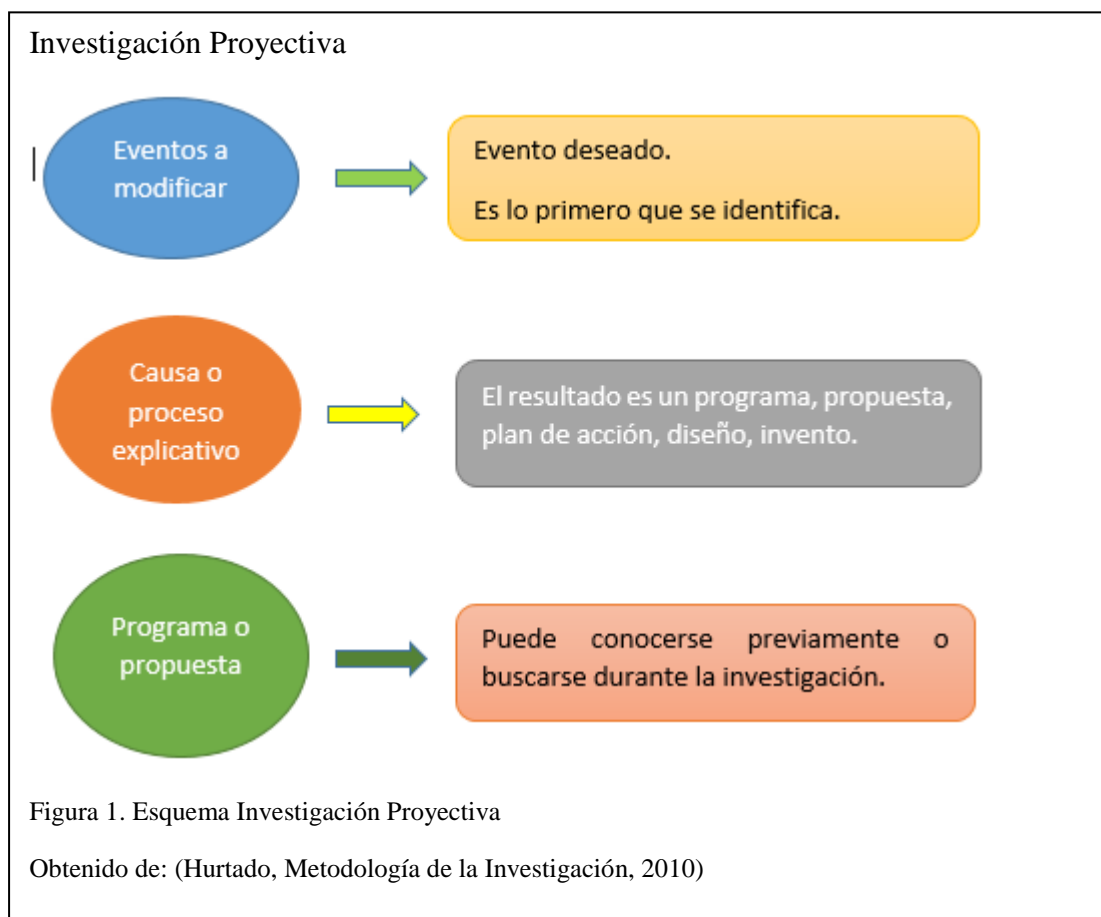 Investigación Proyectiva
Eventos a
modificar
Evento deseado.
Es lo primero que se identifica.
Causa o
proceso
explicativo
El resultado es un programa, propuesta,
plan de acción, diseño, invento.
Programa o
propuesta
Puede conocerse previamente o
buscarse durante la investigación.
Figura 1. Esquema Investigación Proyectiva
Obtenido de: (Hurtado, Metodología de la Investigación, 2010)